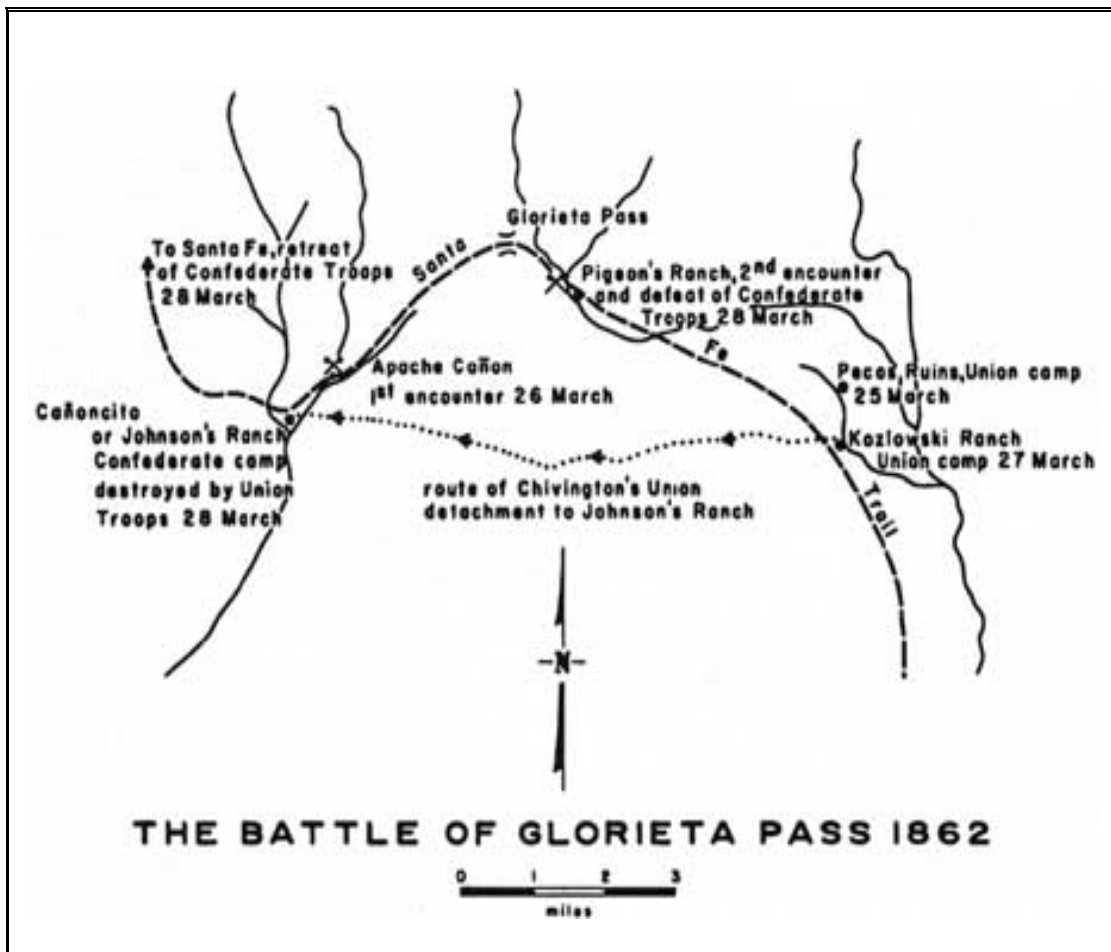 Glorieta Pass
To Santa Fe, retreat
of Confederate Troops
28 March
Santa
Fe
Trail
Pigeon's Ranch, 2nd encounter
and defeat of Confederate
Troops 28 March
Apache Cañon
1st encounter 26 March
Pecos, Ruins, Union camp
25 March
Cañoncito
or Johnson's Ranch
Confederate camp
destroyed by Union
Troops 28 March
Kozlowski Ranch
Union camp 27 March
route of Chivington's Union
detachment to Johnson's Ranch
N
THE BATTLE OF GLORIETA PASS 1862
0 1 2 3
miles